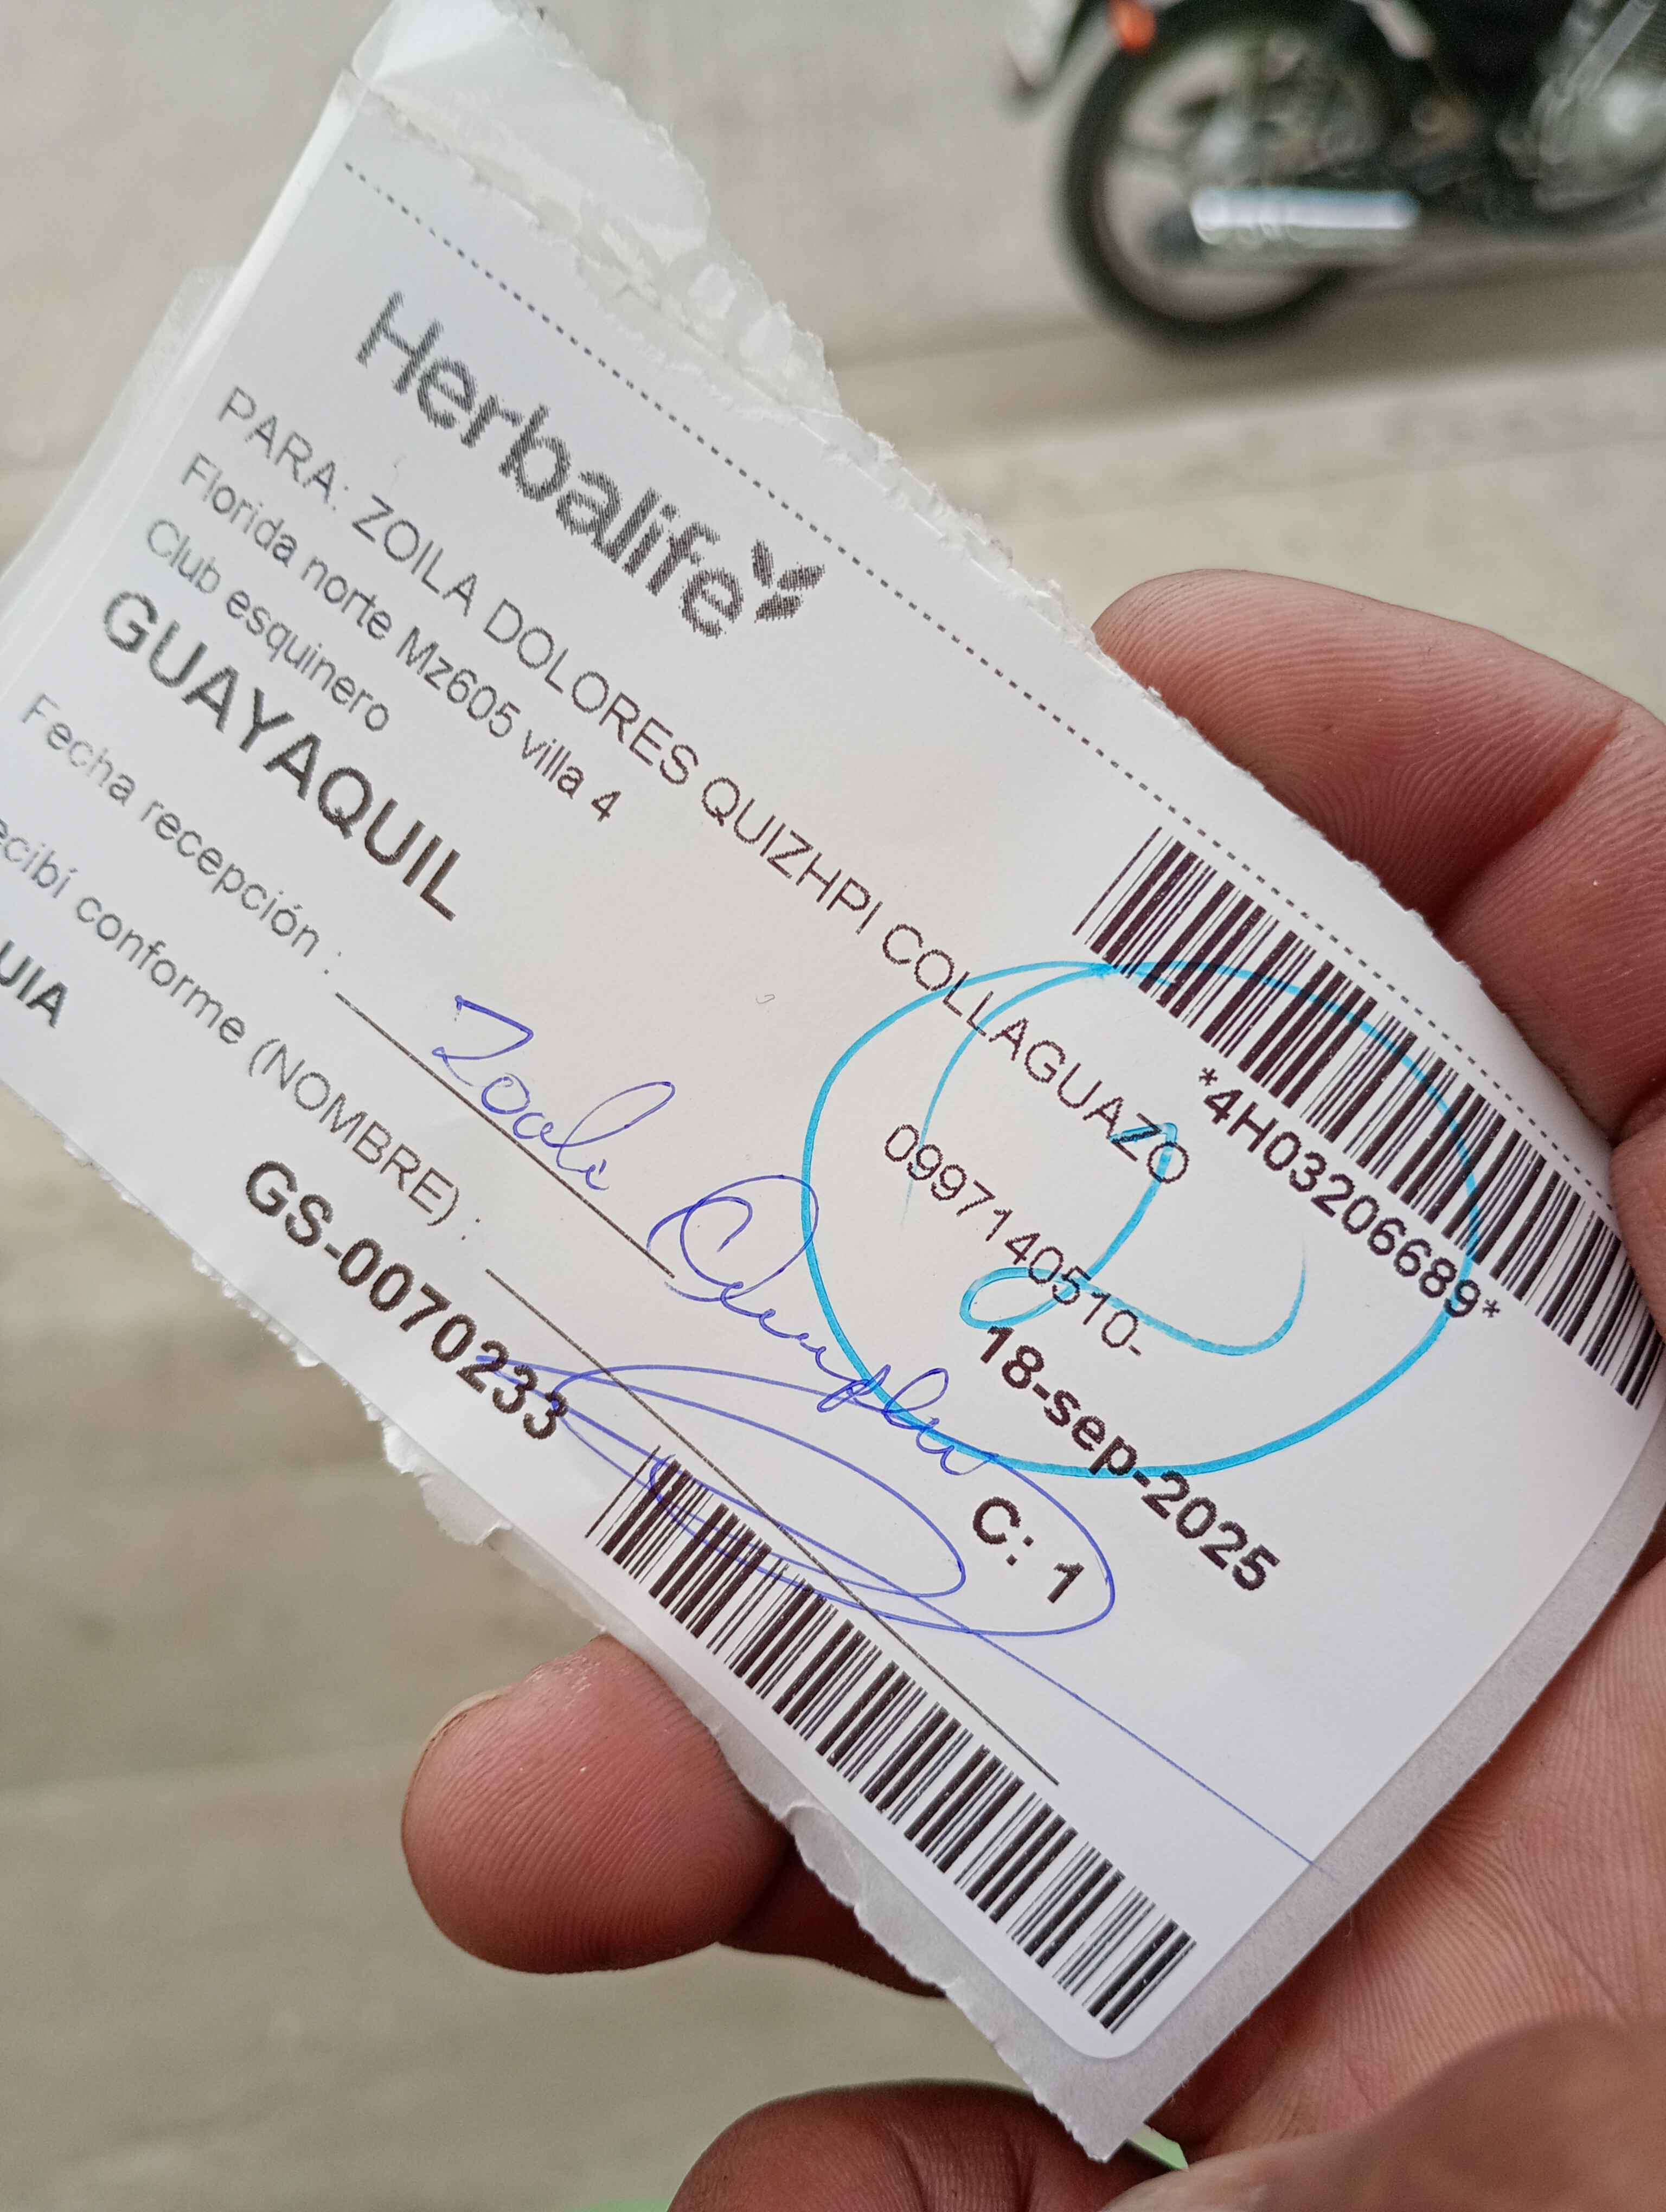 Herbalife
*4H03206689*
PARA: ZOILA DOLORES QUIZHPI COLLAGUAZO
Florida norte Mz605 villa 4
0997140510-
Club esquinero
GUAYAQUIL
18-sep-2025
Fecha recepción :
C: 1
ecibí conforme (NOMBRE) :
UIA
GS-0070233